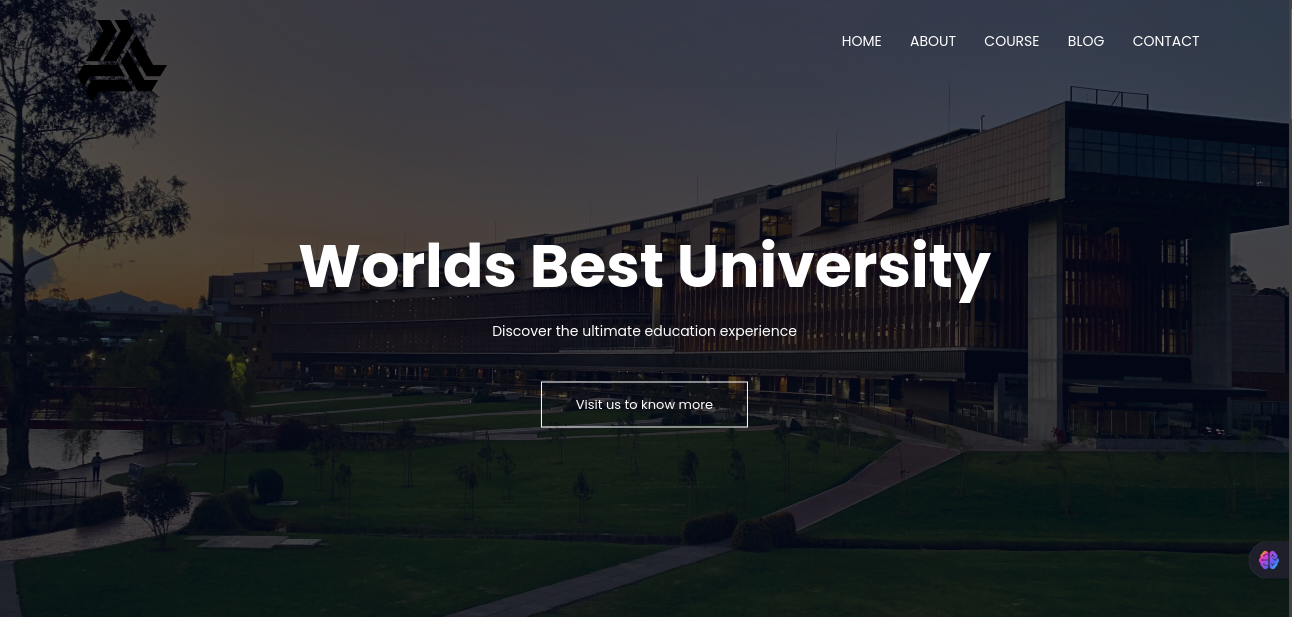 HOME ABOUT COURSE BLOG CONTACT
Worlds Best University
Discover the ultimate education experience
Visit us to know more